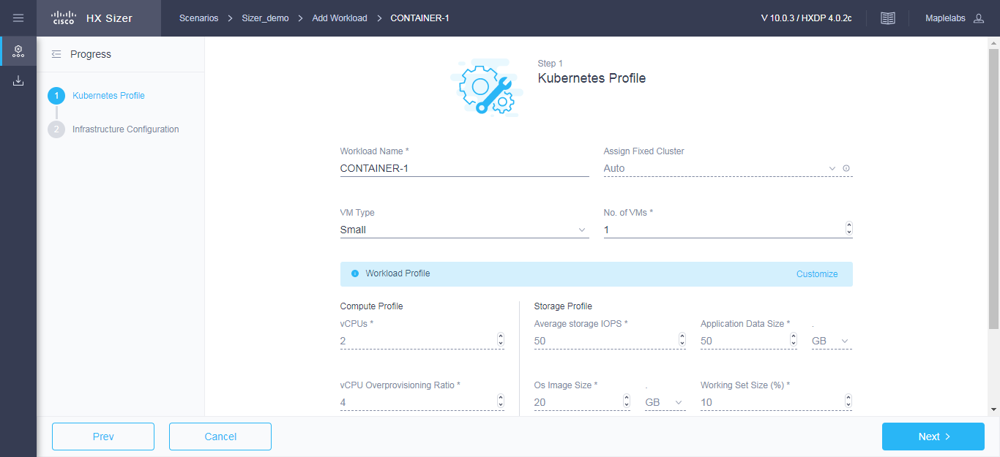 cisco HX Sizer Scenarios > Sizer_demo > Add Workload > CONTAINER-1 V 10.0.3 / HXDP 4.0.2c Maplelabs
Progress
1 Kubernetes Profile
2 Infrastructure Configuration
Step 1
Kubernetes Profile
Workload Name * Assign Fixed Cluster
CONTAINER-1 Auto
VM Type No. of VMs *
Small 1
Workload Profile Customize
Compute Profile Storage Profile
vCPUs * Average storage IOPS * Application Data Size * .
2 50 50 GB
vCPU Overprovisioning Ratio * Os Image Size * . Working Set Size (%) *
4 20 GB 10
Prev Cancel Next >